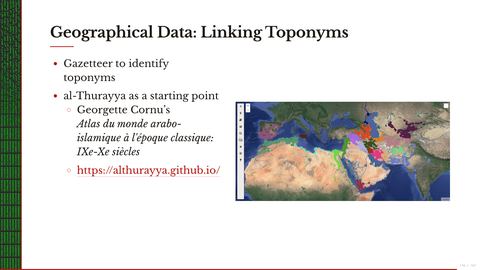 Geographical Data: Linking Toponyms
Gazetteer to identify
toponyms
al-Thurayya as a starting point
Georgette Cornu's
Atlas du monde arabo-
islamique à l'époque classique:
IXe-Xe siècles
https://althurayya.github.io/